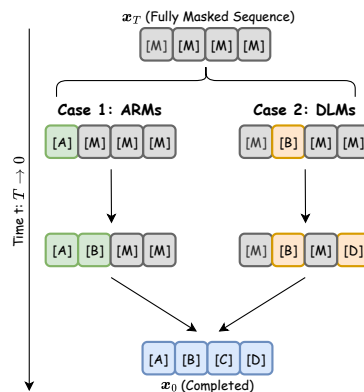 x_T (Fully Masked Sequence)
[M] [M] [M] [M]
Case 1: ARMs
Case 2: DLMs
[A] [M] [M] [M]
[M] [B] [M] [M]
Time t: T → 0
[A] [B] [M] [M]
[M] [B] [M] [D]
[A] [B] [C] [D]
x_0 (Completed)